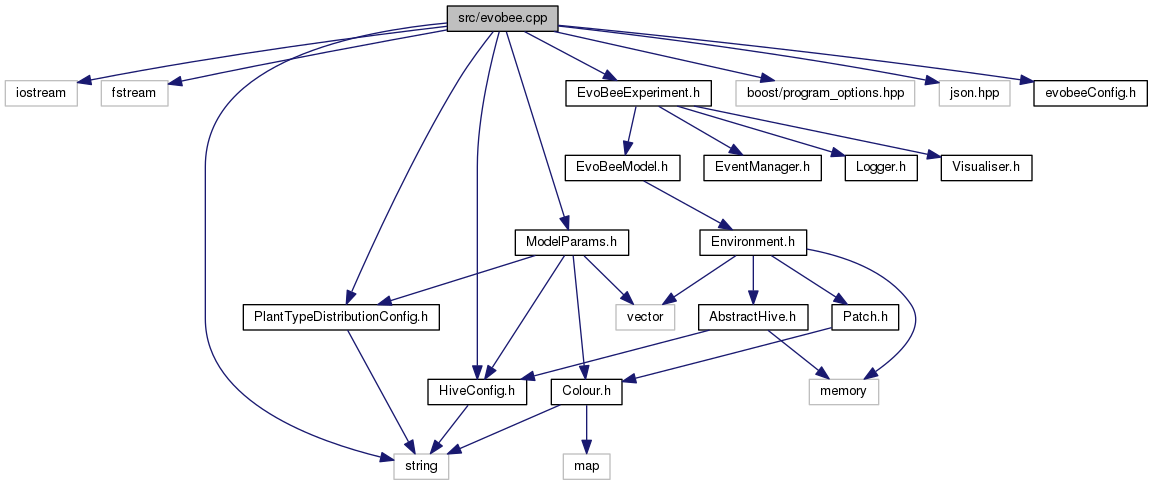 src/evobee.cpp
iostream
fstream
EvoBeeExperiment.h
boost/program_options.hpp
json.hpp
evobeeConfig.h
EvoBeeModel.h
EventManager.h
Logger.h
Visualiser.h
ModelParams.h
Environment.h
PlantTypeDistributionConfig.h
vector
AbstractHive.h
Patch.h
HiveConfig.h
Colour.h
memory
string
map